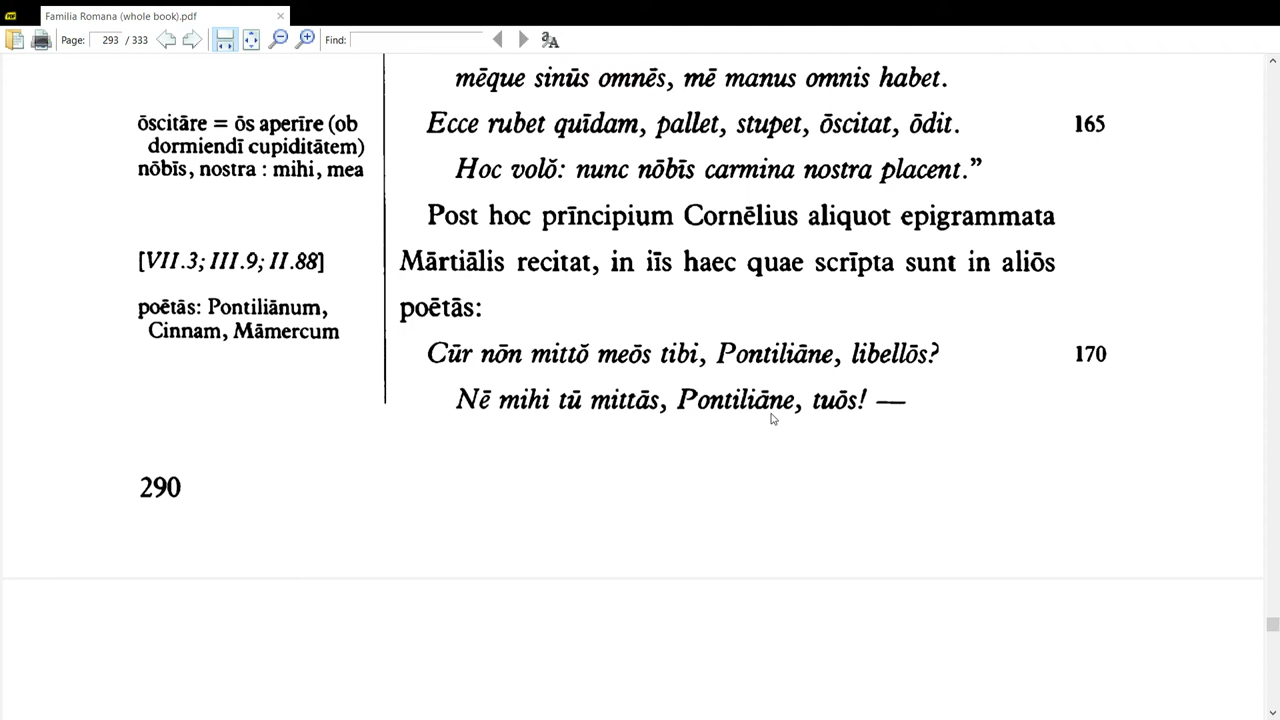 Familia Romana (whole book).pdf
Page: 293 / 333 Find:
mēque sinūs omnēs, mē manus omnis habet.
ōscitāre = ōs aperīre (ob
dormiendī cupiditātem)
nōbīs, nostra : mihi, mea
[VII.3; III.9; II.88]
poētās: Pontiliānum,
Cinnam, Māmercum
Ecce rubet quīdam, pallet, stupet, ōscitat, ōdit. 165
Hoc volŏ: nunc nōbīs carmina nostra placent.”
Post hoc prīncipium Cornēlius aliquot epigrammata
Mārtiālis recitat, in iīs haec quae scrīpta sunt in aliōs
poētās:
Cūr nōn mittŏ meōs tibi, Pontiliāne, libellōs? 170
Nē mihi tū mittās, Pontiliāne, tuōs! —
290